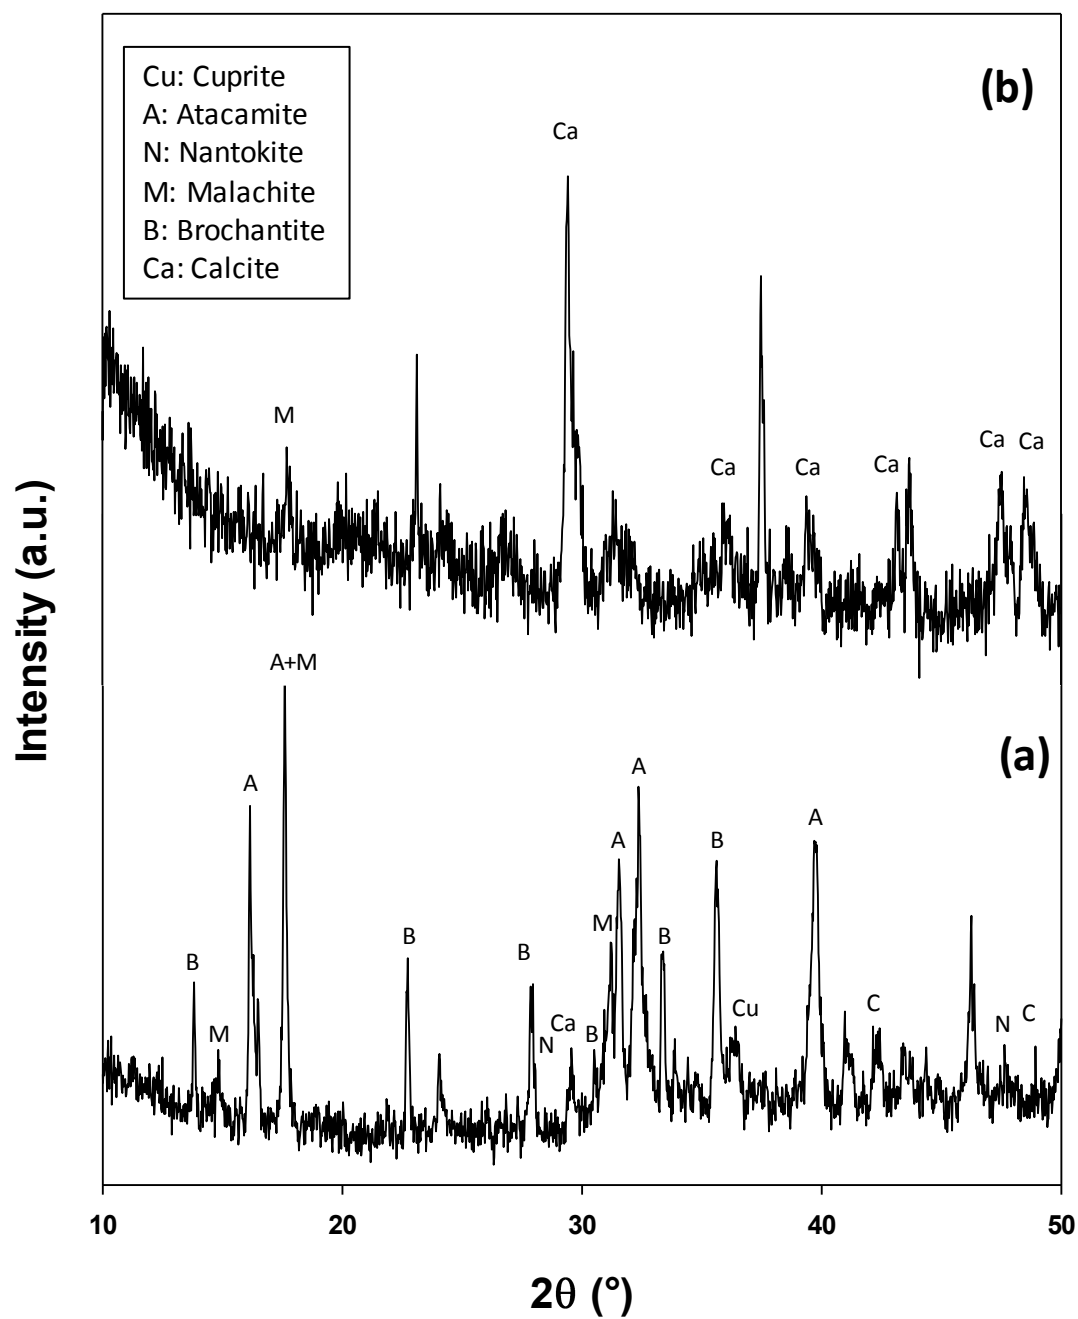 Cu: Cuprite
A: Atacamite
N: Nantokite
M: Malachite
B: Brochantite
Ca: Calcite
(b)
Ca
M
Ca
Ca
Ca
Ca
Ca
Intensity (a.u.)
A+M
(a)
A
A
A
A
B
M
B
B
B
B
M
N
Ca
B
Cu
C
N
C
10
20
30
40
50
2θ (°)